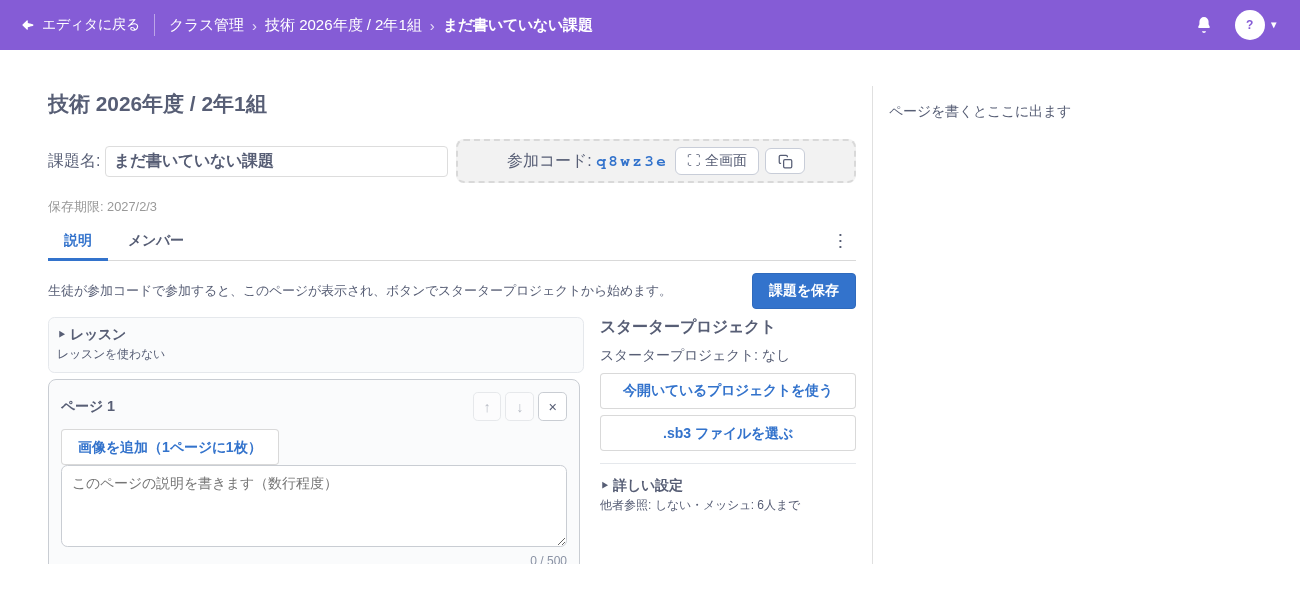 エディタに戻る
クラス管理 › 技術 2026年度 / 2年1組 › まだ書いていない課題
?
技術 2026年度 / 2年1組
課題名: まだ書いていない課題
参加コード: q8wz3e 全画面
保存期限: 2027/2/3
説明 メンバー
生徒が参加コードで参加すると、このページが表示され、ボタンでスタータープロジェクトから始めます。
課題を保存
レッスン
レッスンを使わない
ページ 1
↑ ↓ ×
画像を追加（1ページに1枚）
このページの説明を書きます（数行程度）
0 / 500
スタータープロジェクト
スタータープロジェクト: なし
今開いているプロジェクトを使う
.sb3 ファイルを選ぶ
詳しい設定
他者参照: しない・メッシュ: 6人まで
ページを書くとここに出ます